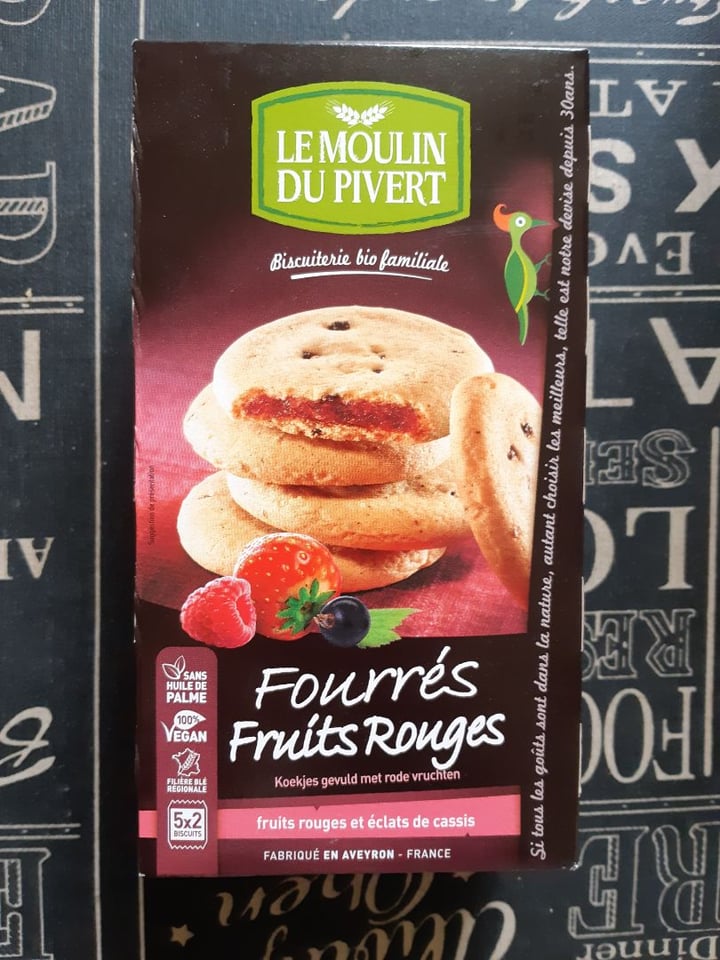 LE MOULIN
DU PIVERT
Biscuiterie bio familiale
Si tous les goûts sont dans la nature, autant choisir les meilleurs, telle est notre devise depuis 30ans.
Suggestion de présentation
SANS
HUILE DE
PALME
100%
VEGAN
FILIÈRE BLÉ
RÉGIONALE
5x2
BISCUITS
Fourrés
Fruits Rouges
Koekjes gevuld met rode vruchten
fruits rouges et éclats de cassis
FABRIQUÉ EN AVEYRON - FRANCE
Dinner